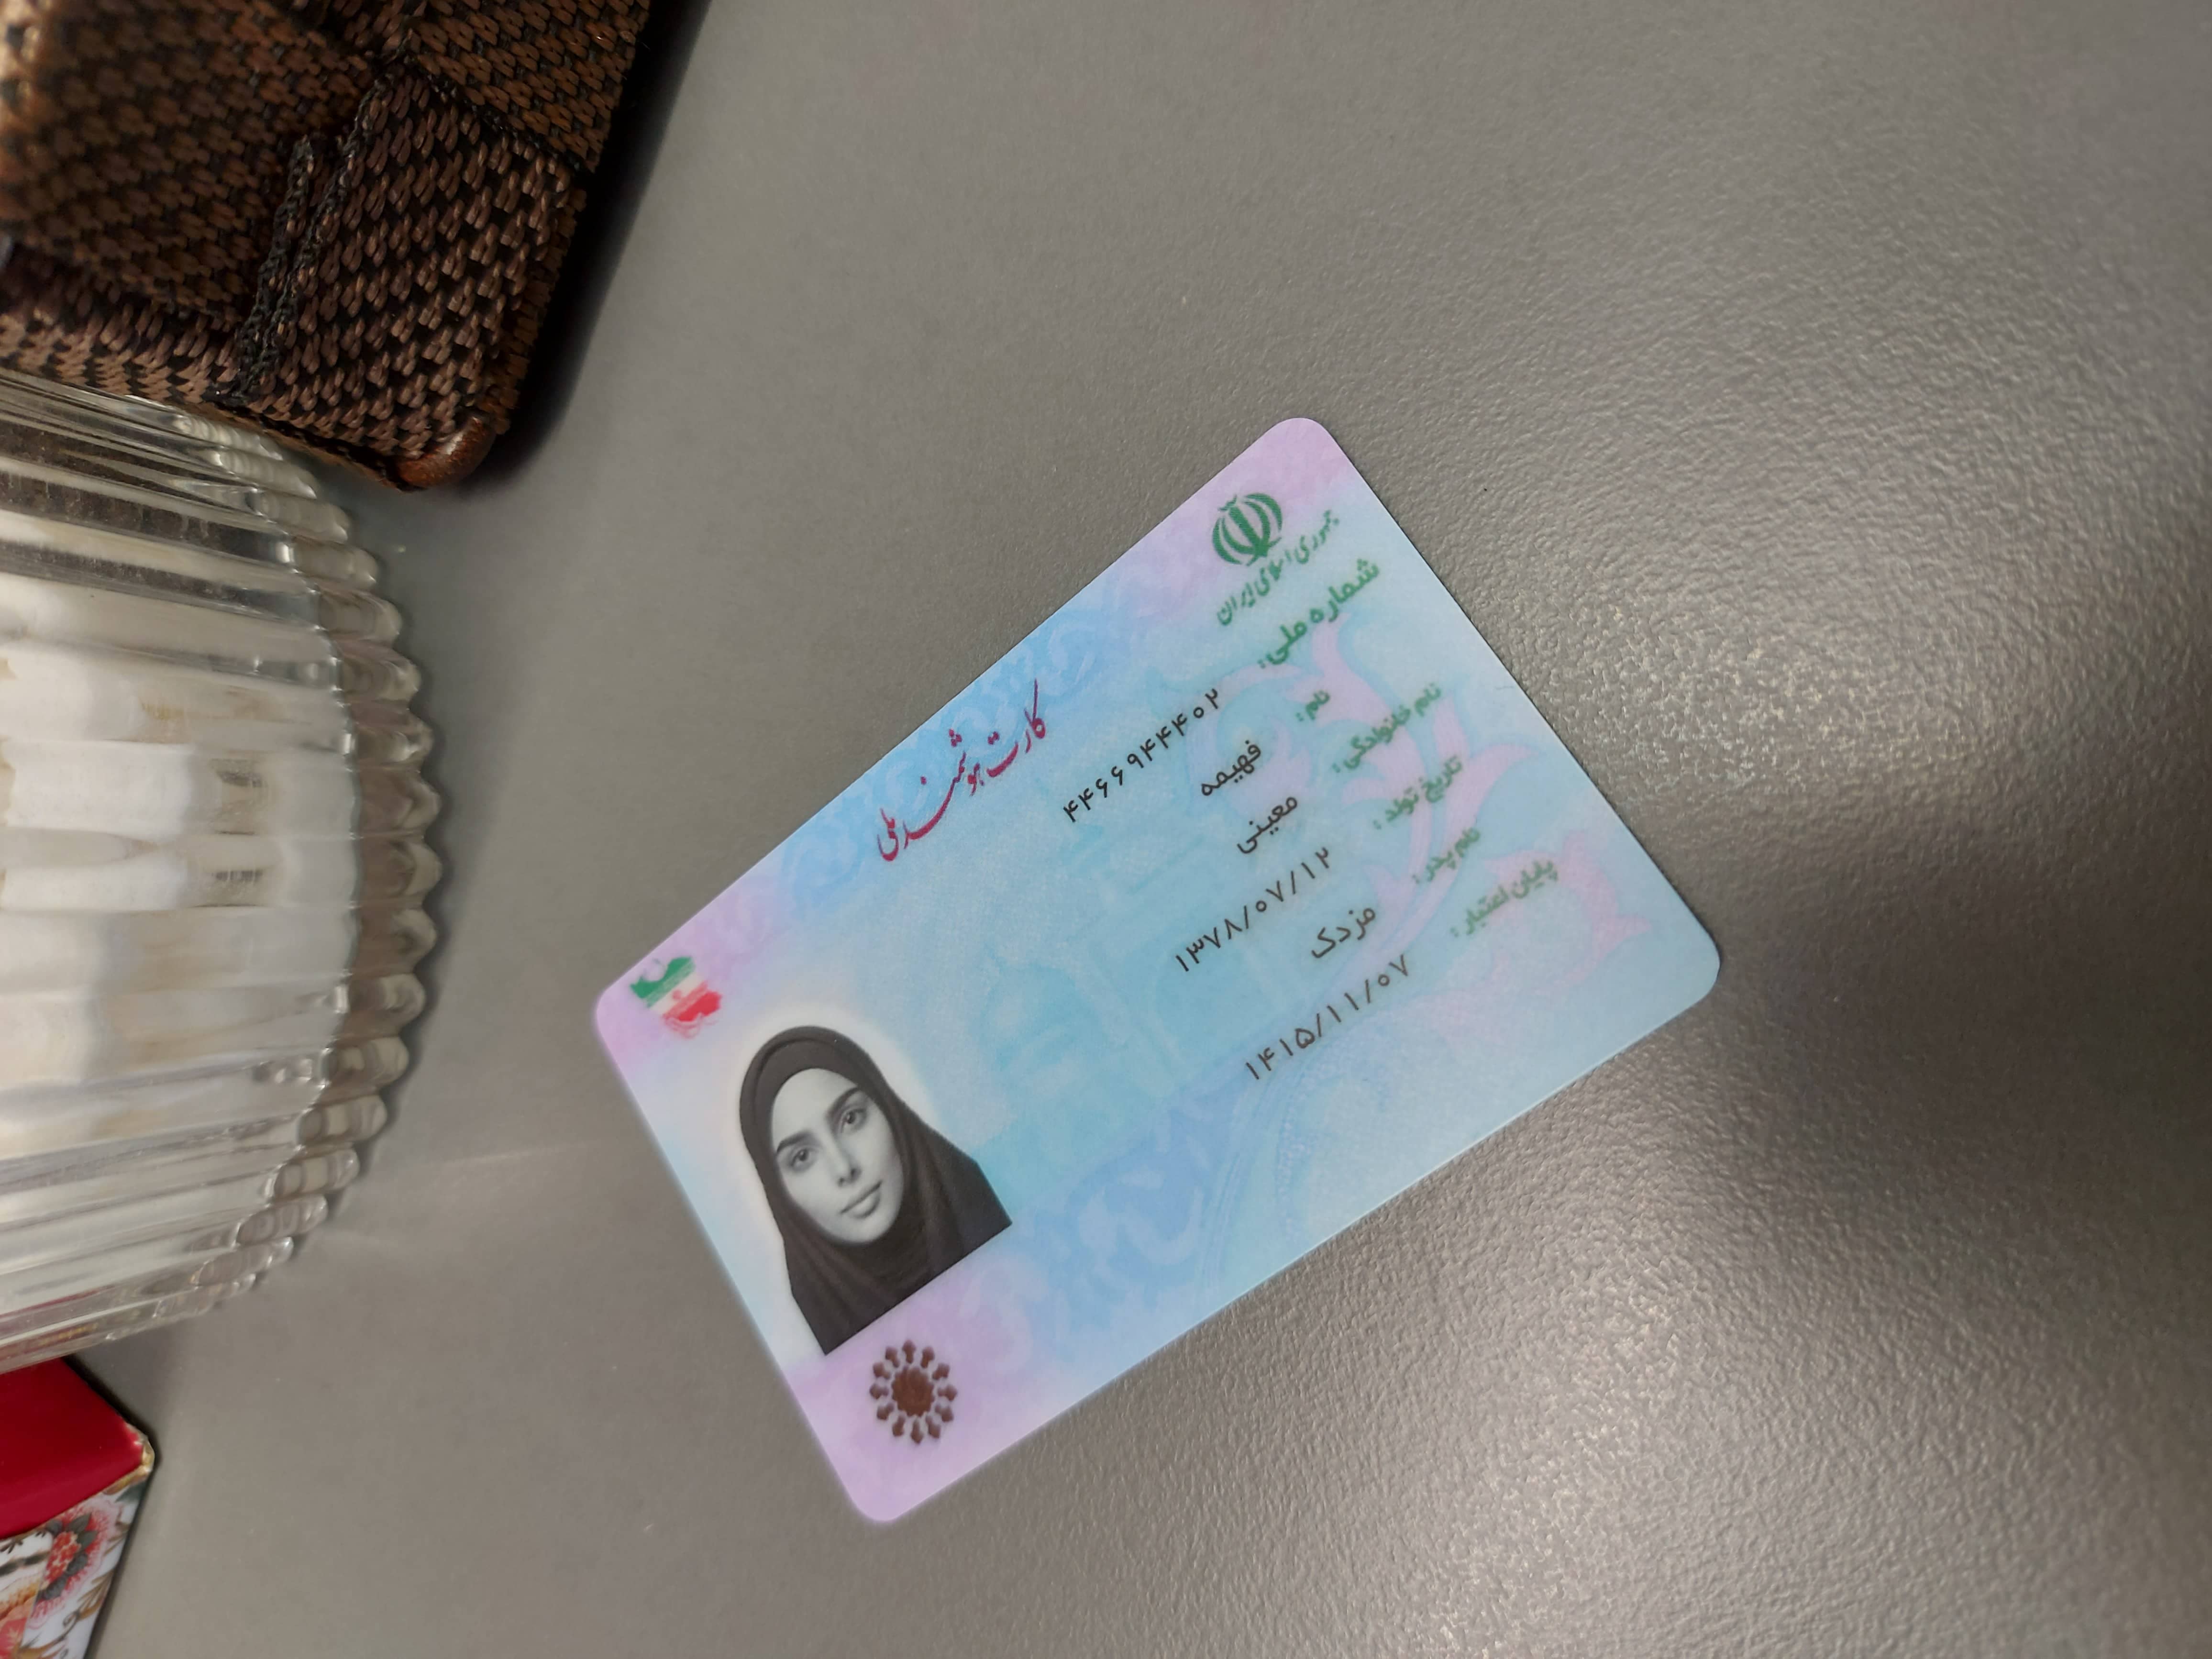 کارت هوشمند ملی
جمهوری اسلامی ایران
شماره ملی: ۴۴۶۶۹۴۴۴۰۲
نام: فهیمه
نام خانوادگی: معینی
تاریخ تولد: ۱۳۷۸/۰۷/۱۲
نام پدر: مزدک
پایان اعتبار: ۱۴۱۵/۱۱/۰۷